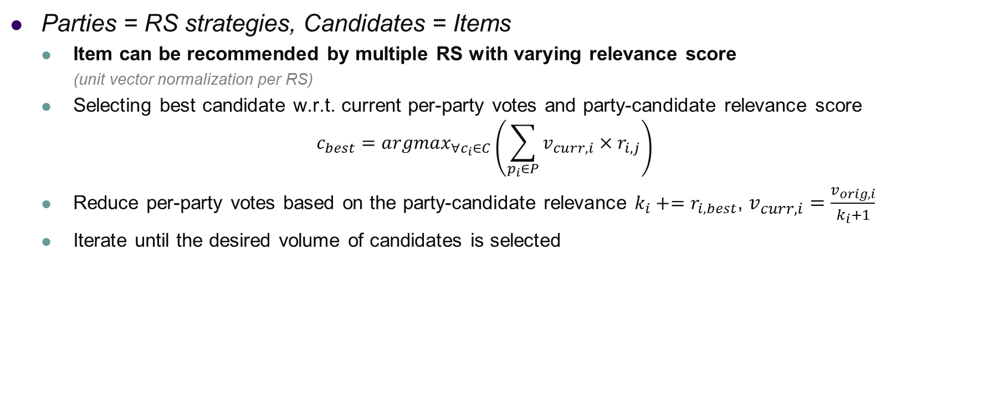 • Parties = RS strategies, Candidates = Items
• Item can be recommended by multiple RS with varying relevance score
(unit vector normalization per RS)
• Selecting best candidate w.r.t. current per-party votes and party-candidate relevance score
$c_{best} = argmax_{\forall c_i \in C} \left( \sum_{p_i \in P} v_{curr,i} \times r_{i,j} \right)$
• Reduce per-party votes based on the party-candidate relevance $k_i \mathrel{+}= r_{i,best}$, $v_{curr,i} = \frac{v_{orig,i}}{k_i+1}$
• Iterate until the desired volume of candidates is selected